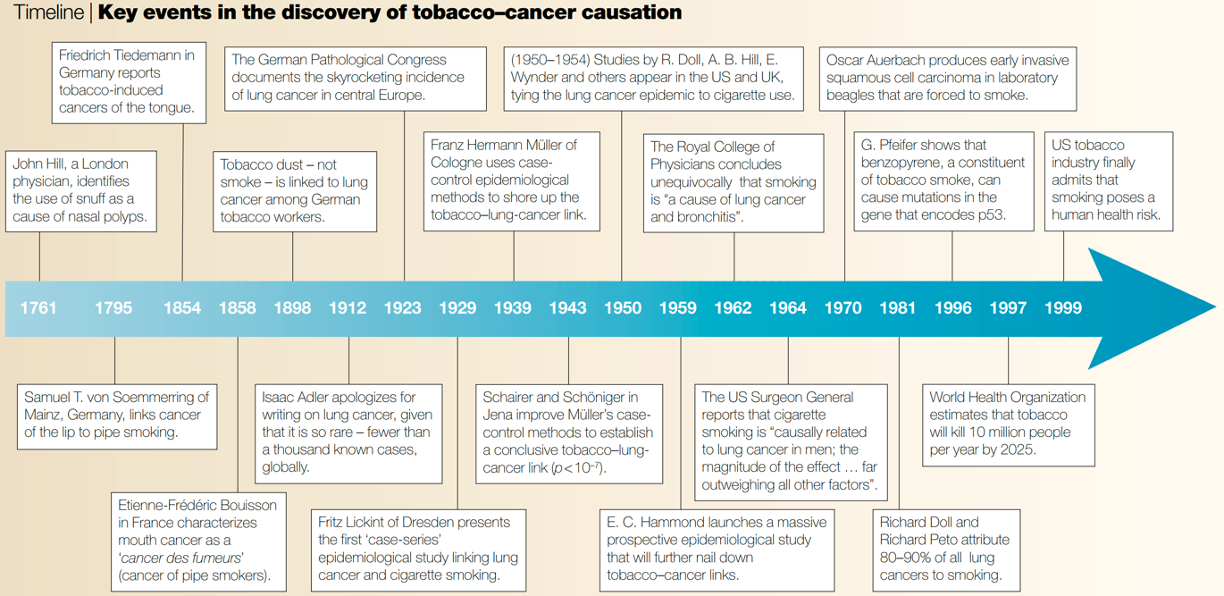 Timeline | Key events in the discovery of tobacco–cancer causation
Friedrich Tiedemann in
Germany reports
tobacco-induced
cancers of the tongue.
The German Pathological Congress
documents the skyrocketing incidence
of lung cancer in central Europe.
(1950–1954) Studies by R. Doll, A. B. Hill, E.
Wynder and others appear in the US and UK,
tying the lung cancer epidemic to cigarette use.
Oscar Auerbach produces early invasive
squamous cell carcinoma in laboratory
beagles that are forced to smoke.
John Hill, a London
physician, identifies
the use of snuff as a
cause of nasal polyps.
Tobacco dust – not
smoke – is linked to lung
cancer among German
tobacco workers.
Franz Hermann Müller of
Cologne uses case-
control epidemiological
methods to shore up the
tobacco–lung-cancer link.
The Royal College of
Physicians concludes
unequivocally that smoking
is “a cause of lung cancer
and bronchitis”.
G. Pfeifer shows that
benzopyrene, a constituent
of tobacco smoke, can
cause mutations in the
gene that encodes p53.
US tobacco
industry finally
admits that
smoking poses a
human health risk.
1761 1795 1854 1858 1898 1912 1923 1929 1939 1943 1950 1959 1962 1964 1970 1981 1996 1997 1999
Samuel T. von Soemmerring of
Mainz, Germany, links cancer
of the lip to pipe smoking.
Isaac Adler apologizes for
writing on lung cancer, given
that it is so rare – fewer than
a thousand known cases,
globally.
Schairer and Schöniger in
Jena improve Müller’s case-
control methods to establish
a conclusive tobacco–lung-
cancer link (p<10⁻⁷).
The US Surgeon General
reports that cigarette
smoking is “causally related
to lung cancer in men; the
magnitude of the effect … far
outweighing all other factors”.
World Health Organization
estimates that tobacco
will kill 10 million people
per year by 2025.
Etienne-Frédéric Bouisson
in France characterizes
mouth cancer as a
‘cancer des fumeurs’
(cancer of pipe smokers).
Fritz Lickint of Dresden presents
the first ‘case-series’
epidemiological study linking lung
cancer and cigarette smoking.
E. C. Hammond launches a massive
prospective epidemiological study
that will further nail down
tobacco–cancer links.
Richard Doll and
Richard Peto attribute
80–90% of all lung
cancers to smoking.